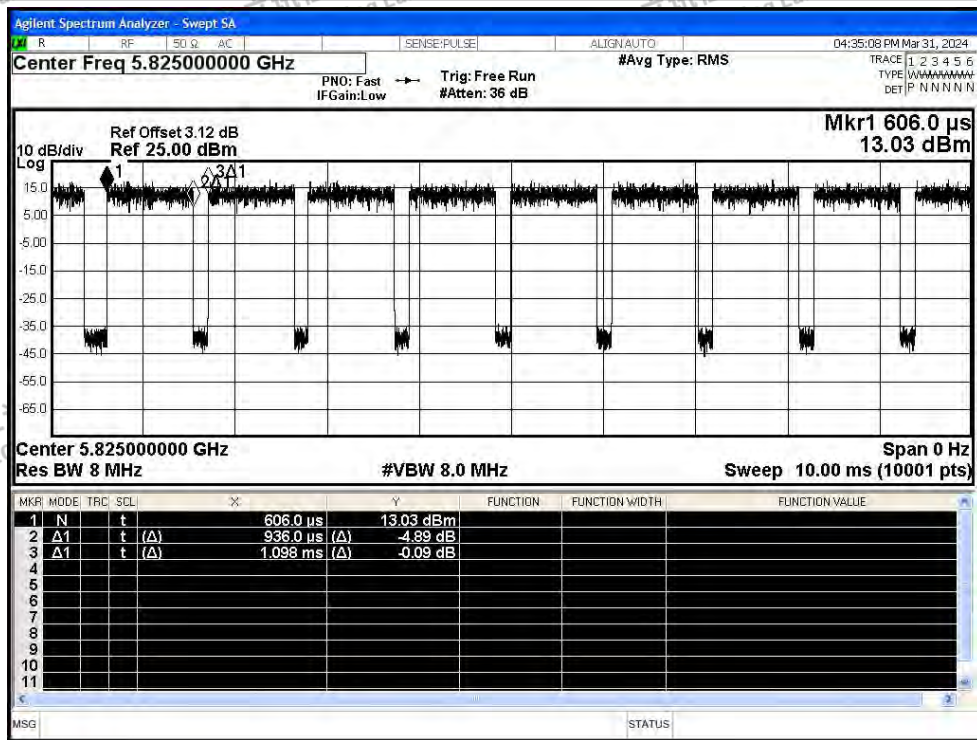 Agilent Spectrum Analyzer - Swept SA
R RF 50 Ω AC SENSE:PULSE ALIGN AUTO 04:35:08 PM Mar 31, 2024
Center Freq 5.825000000 GHz #Avg Type: RMS TRACE 1 2 3 4 5 6
PNO: Fast Trig: Free Run TYPE
IFGain:Low #Atten: 36 dB DET P N N N N N
Mkr1 606.0 µs
Ref Offset 3.12 dB
10 dB/div Ref 25.00 dBm 13.03 dBm
Log
1 2Δ1 3Δ1
15.0
5.00
-5.00
-15.0
-25.0
-35.0
-45.0
-55.0
-65.0
Center 5.825000000 GHz Span 0 Hz
Res BW 8 MHz #VBW 8.0 MHz Sweep 10.00 ms (10001 pts)
MKR MODE TRC SCL X Y FUNCTION FUNCTION WIDTH FUNCTION VALUE
1 N t 606.0 µs 13.03 dBm
2 Δ1 t (Δ) 936.0 µs (Δ) -4.89 dB
3 Δ1 t (Δ) 1.098 ms (Δ) -0.09 dB
4
5
6
7
8
9
10
11
MSG STATUS